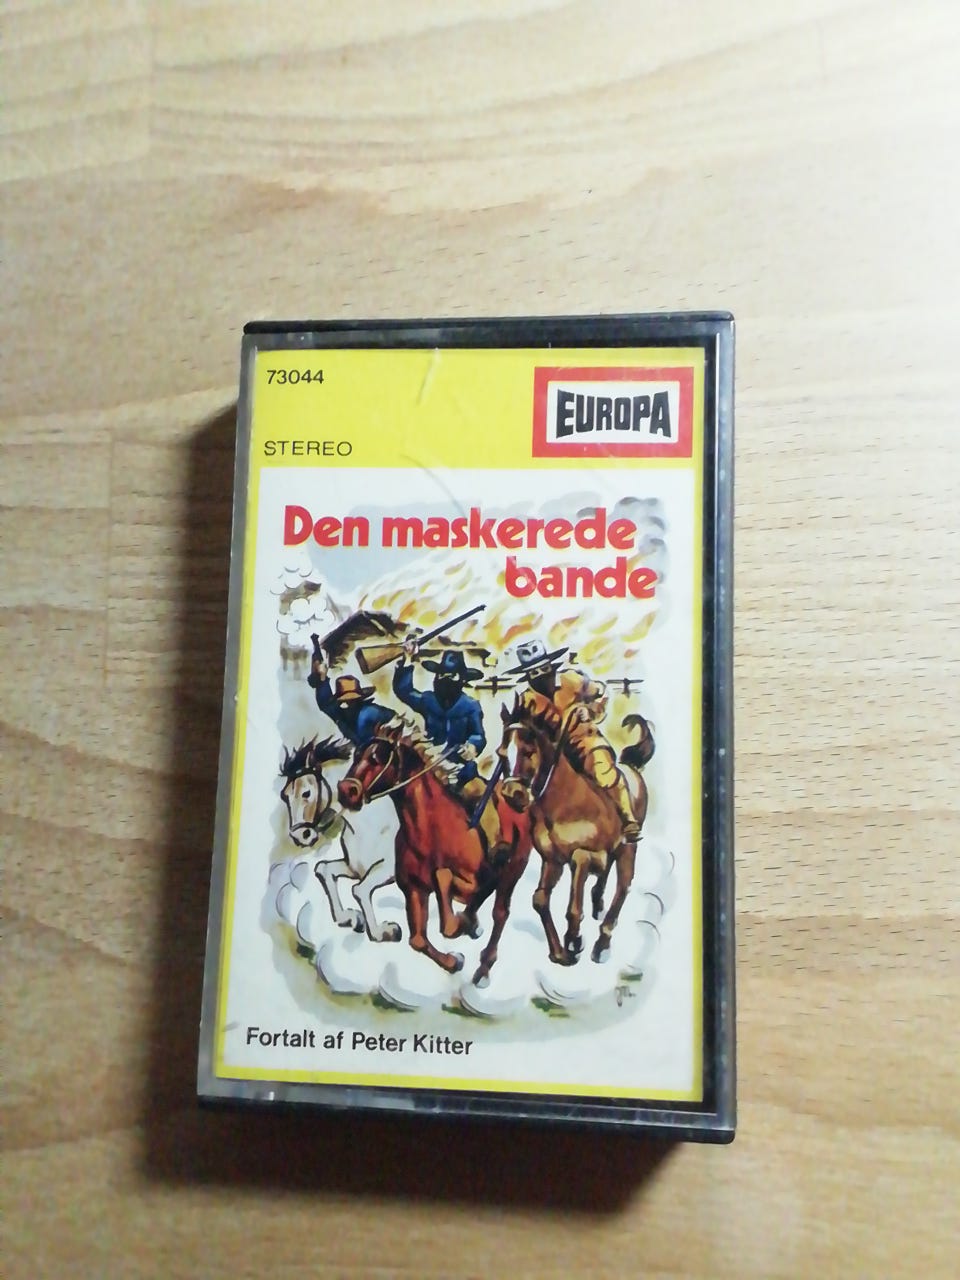 73044
EUROPA
STEREO
Den maskerede
bande
Fortalt af Peter Kitter